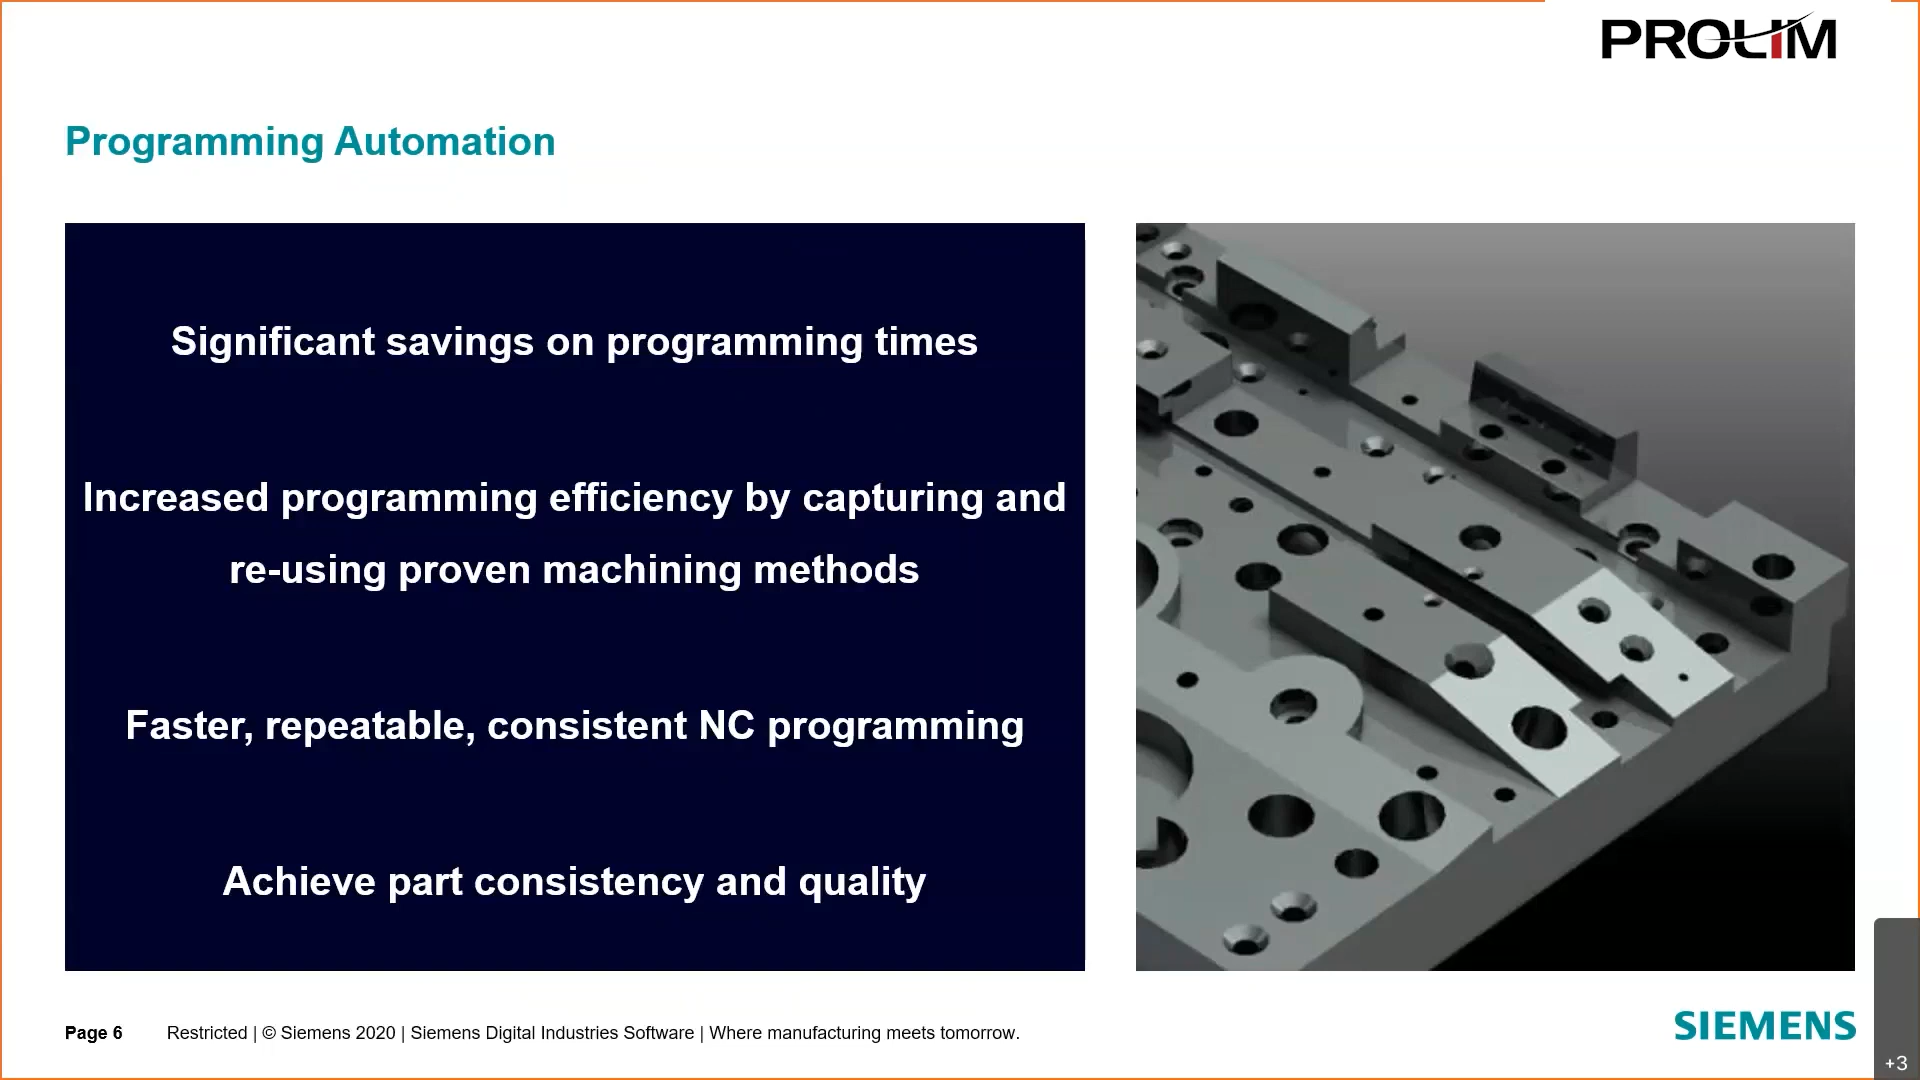 PROLIM
Programming Automation
Significant savings on programming times
Increased programming efficiency by capturing and
re-using proven machining methods
Faster, repeatable, consistent NC programming
Achieve part consistency and quality
Page 6 Restricted | © Siemens 2020 | Siemens Digital Industries Software | Where manufacturing meets tomorrow.
SIEMENS
+3